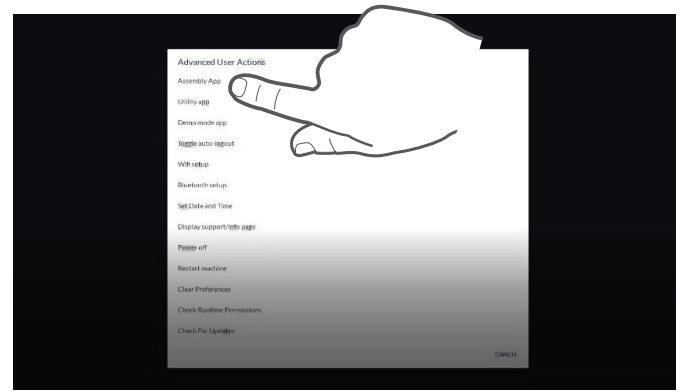 Advanced User Actions
Assembly App
Utility app
Demo mode app
Toggle auto-logout
Wifi setup
Bluetooth setup
Set Date and Time
Display support/info page
Power off
Restart machine
Clear Preferences
Check Runtime Permissions
Check For Updates
CANCEL